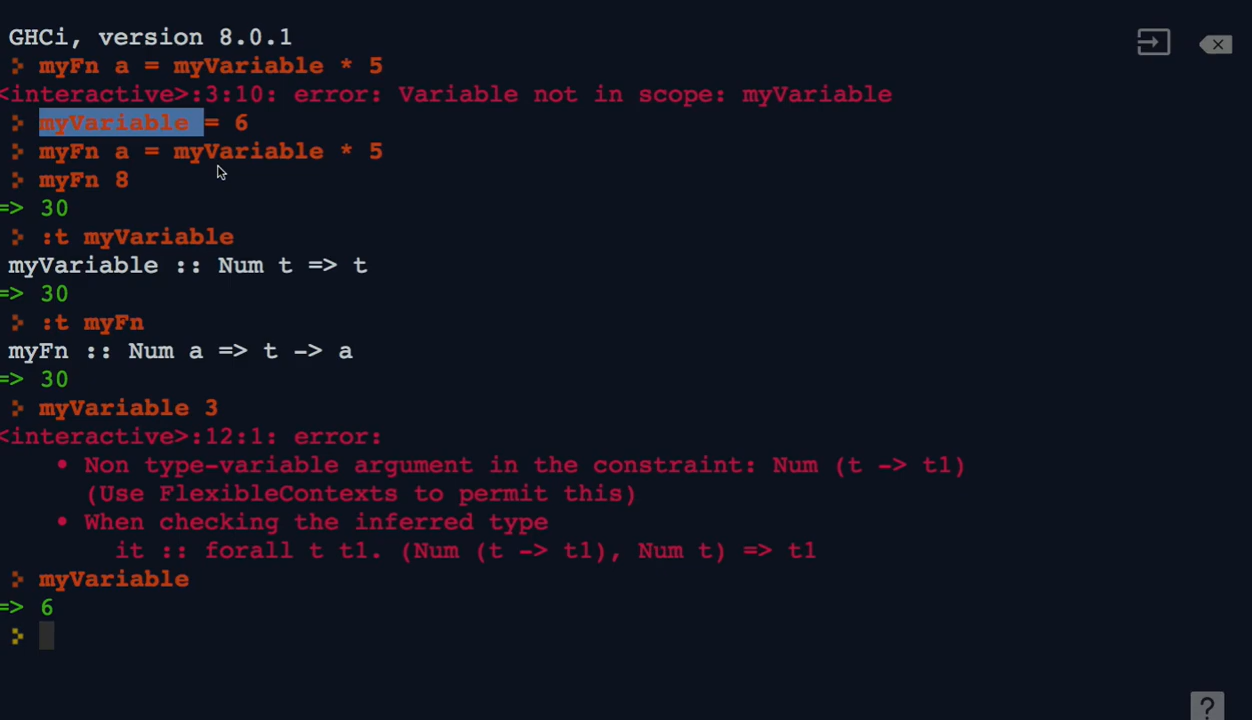 GHCi, version 8.0.1
> myFn a = myVariable * 5
<interactive>:3:10: error: Variable not in scope: myVariable
> myVariable = 6
> myFn a = myVariable * 5
> myFn 8
=> 30
> :t myVariable
myVariable :: Num t => t
=> 30
> :t myFn
myFn :: Num a => t -> a
=> 30
> myVariable 3
<interactive>:12:1: error:
• Non type-variable argument in the constraint: Num (t -> t1)
(Use FlexibleContexts to permit this)
• When checking the inferred type
it :: forall t t1. (Num (t -> t1), Num t) => t1
> myVariable
=> 6
>
?